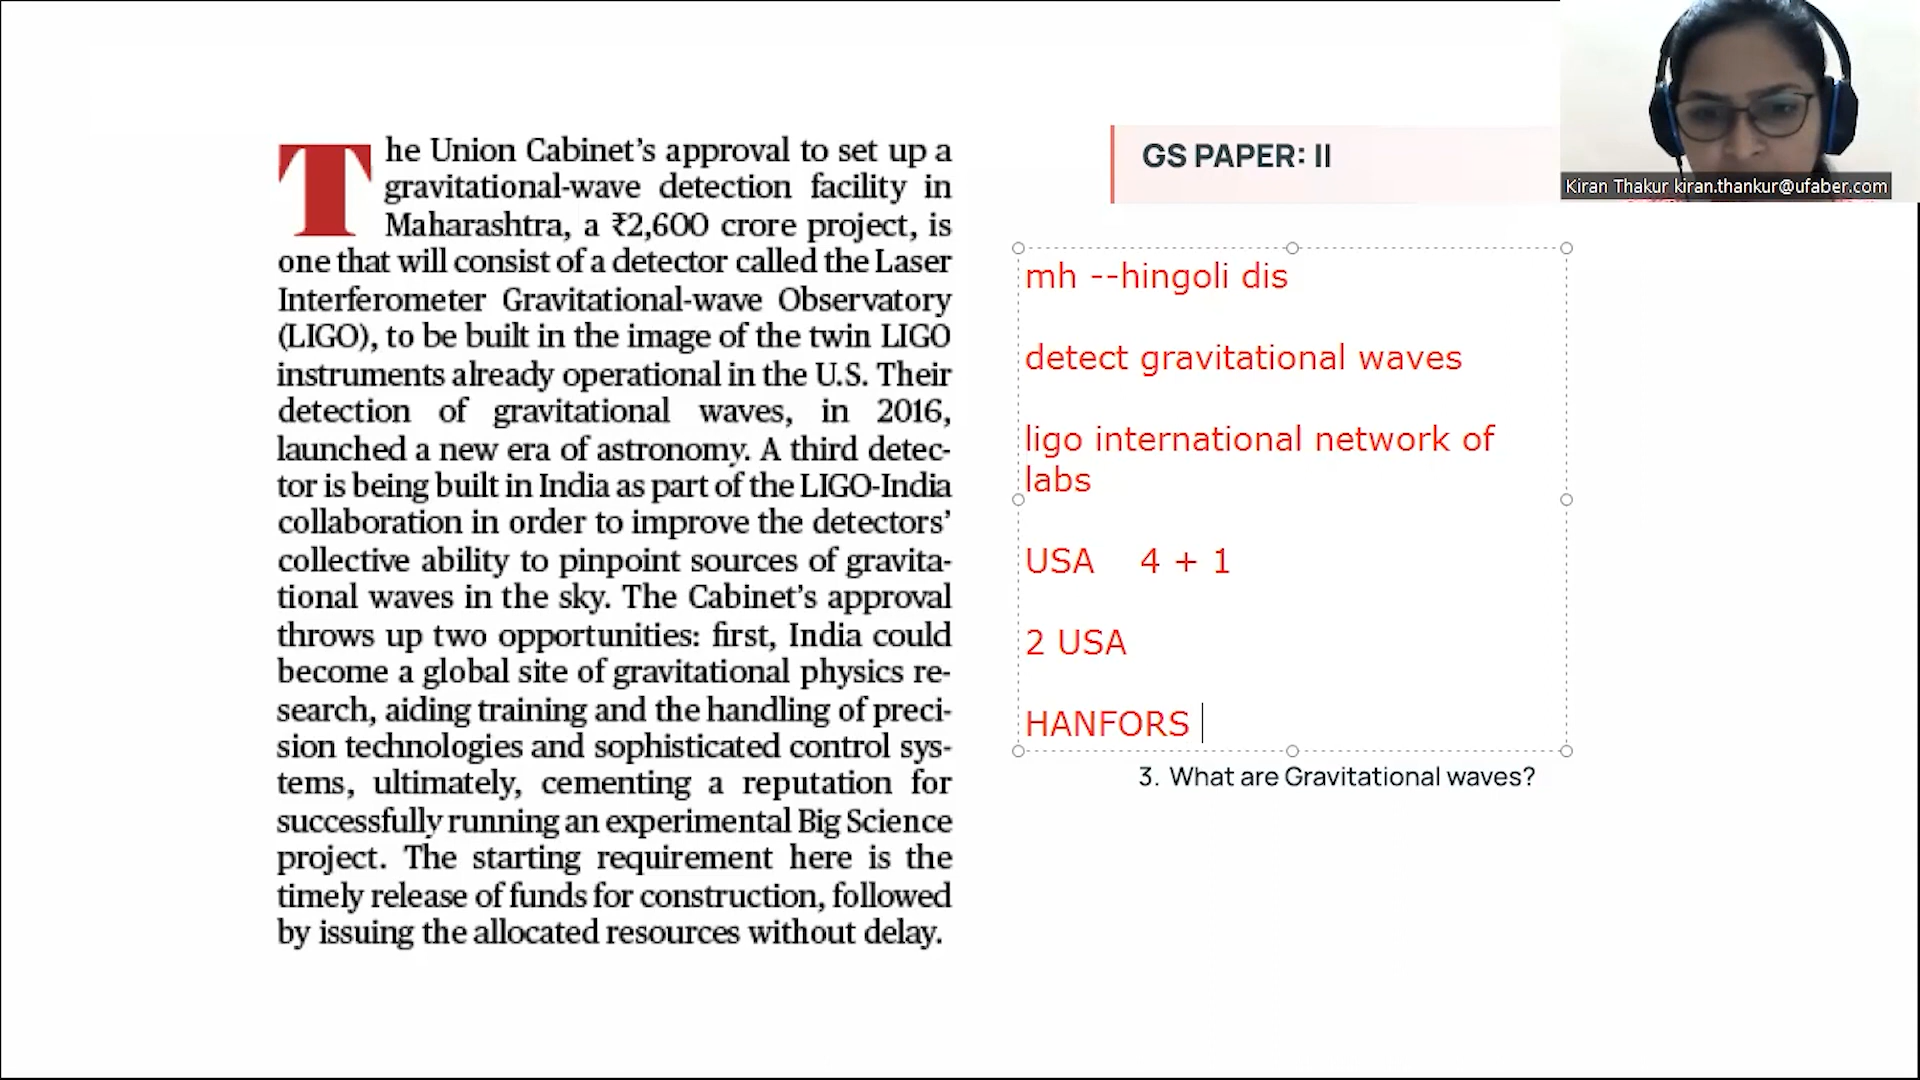 The Union Cabinet’s approval to set up a
gravitational-wave detection facility in
Maharashtra, a ₹2,600 crore project, is
one that will consist of a detector called the Laser
Interferometer Gravitational-wave Observatory
(LIGO), to be built in the image of the twin LIGO
instruments already operational in the U.S. Their
detection of gravitational waves, in 2016,
launched a new era of astronomy. A third detec-
tor is being built in India as part of the LIGO-India
collaboration in order to improve the detectors’
collective ability to pinpoint sources of gravita-
tional waves in the sky. The Cabinet’s approval
throws up two opportunities: first, India could
become a global site of gravitational physics re-
search, aiding training and the handling of preci-
sion technologies and sophisticated control sys-
tems, ultimately, cementing a reputation for
successfully running an experimental Big Science
project. The starting requirement here is the
timely release of funds for construction, followed
by issuing the allocated resources without delay.
GS PAPER: II
mh --hingoli dis
detect gravitational waves
ligo international network of
labs
USA 4 + 1
2 USA
HANFORS
3. What are Gravitational waves?
Kiran Thakur kiran.thankur@ufaber.com